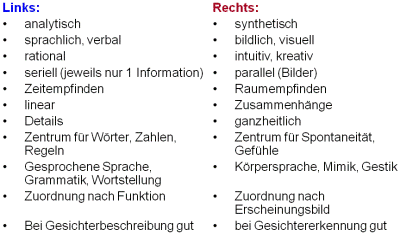 Links:
• analytisch
• sprachlich, verbal
• rational
• seriell (jeweils nur 1 Information)
• Zeitempfinden
• linear
• Details
• Zentrum für Wörter, Zahlen,
Regeln
• Gesprochene Sprache,
Grammatik, Wortstellung
• Zuordnung nach Funktion
• Bei Gesichterbeschreibung gut
Rechts:
• synthetisch
• bildlich, visuell
• intuitiv, kreativ
• parallel (Bilder)
• Raumempfinden
• Zusammenhänge
• ganzheitlich
• Zentrum für Spontaneität,
Gefühle
• Körpersprache, Mimik, Gestik
• Zuordnung nach
Erscheinungsbild
• bei Gesichtererkennung gut